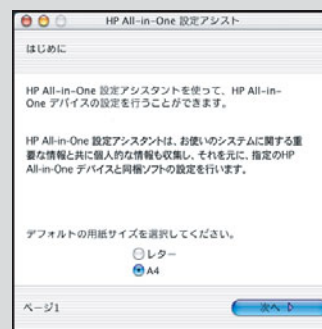 HP All-in-One 設定アシスト
はじめに
HP All-in-One 設定アシスタントを使って、HP All-in-
One デバイスの設定を行うことができます。
HP All-in-One 設定アシスタントは、お使いのシステムに関する重
要な情報と共に個人的な情報も収集し、それを元に、指定のHP
All-in-One デバイスと同梱ソフトの設定を行います。
デフォルトの用紙サイズを選択してください。
レター
A4
ページ1
次へ